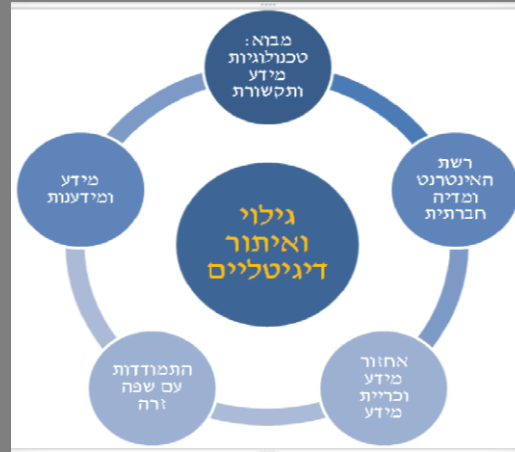 מבוא:
טכנולוגיות
מידע
ותקשורת
רשת
האינטרנט
ומדיה
חברתית
אחזור
מידע
וכריית
מידע
התמודדות
עם שפה
זרה
מידע
ומידענות
גילוי
ואיתור
דיגיטליים